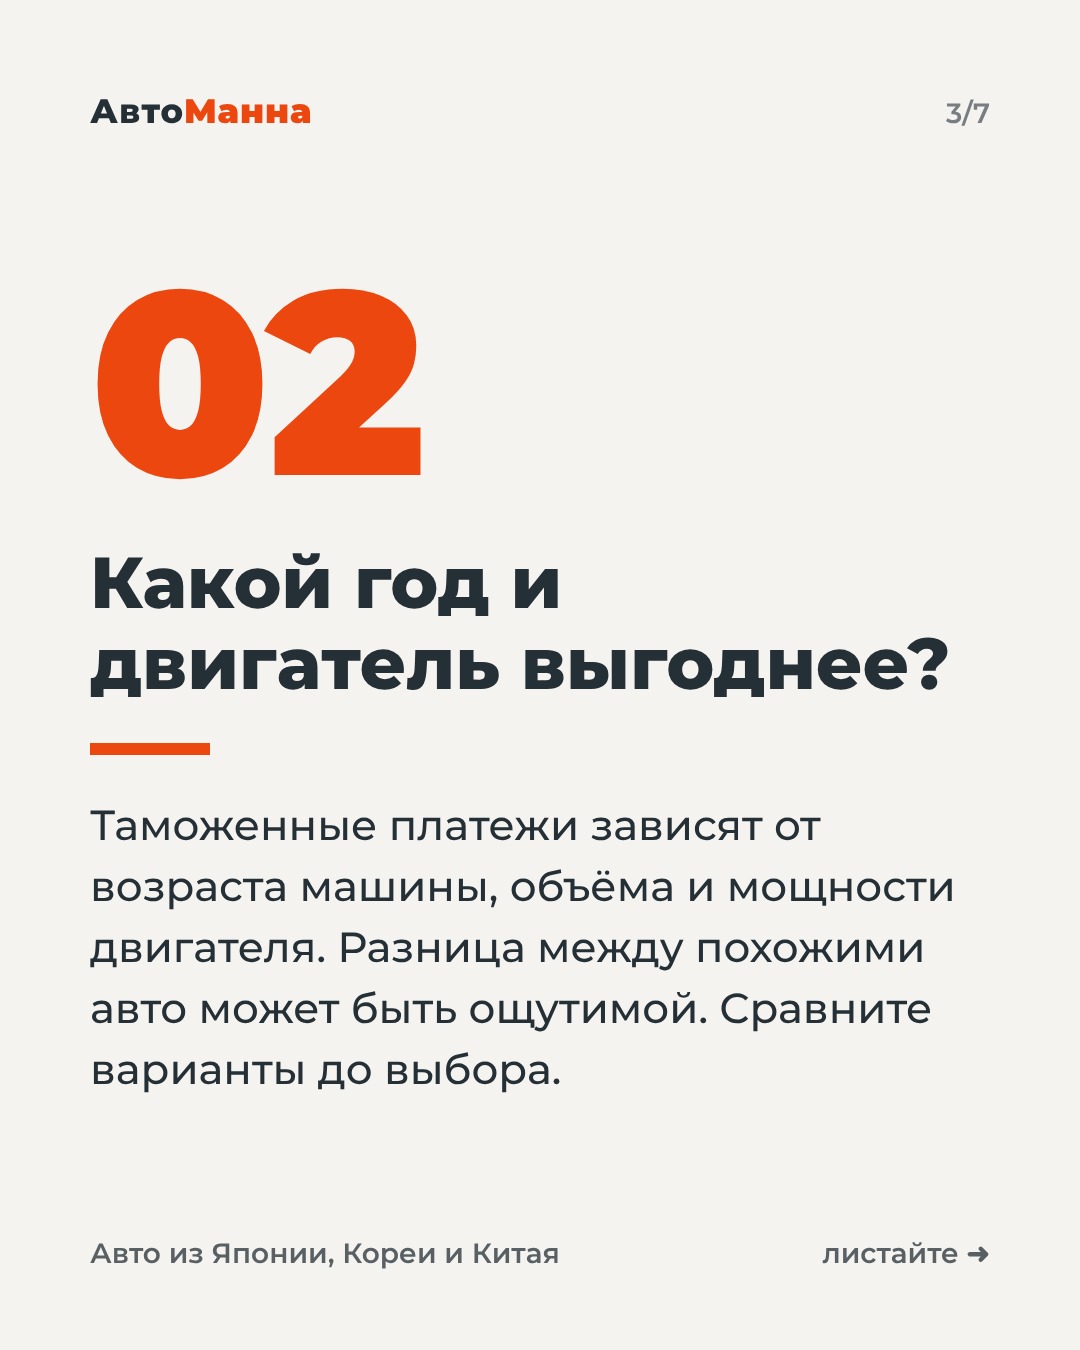 АвтоМанна
3/7
02
Какой год и
двигатель выгоднее?
Таможенные платежи зависят от
возраста машины, объёма и мощности
двигателя. Разница между похожими
авто может быть ощутимой. Сравните
варианты до выбора.
Авто из Японии, Кореи и Китая
листайте ➜